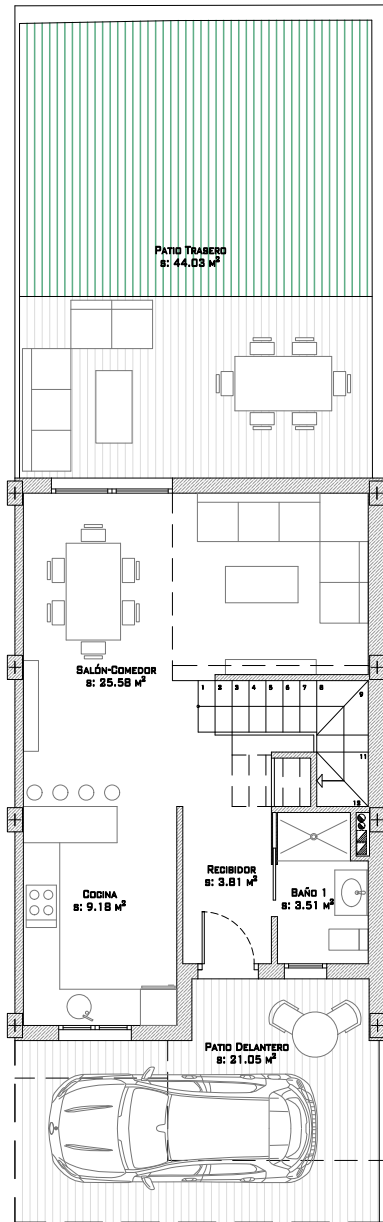 Patio Trasero
s: 44.03 m²
Salón-Comedor
s: 25.58 m²
1 2 3 4 5 6 7 8 9
11
12
Recibidor
s: 3.81 m²
Cocina
s: 9.18 m²
Baño 1
s: 3.51 m²
Patio Delantero
s: 21.05 m²